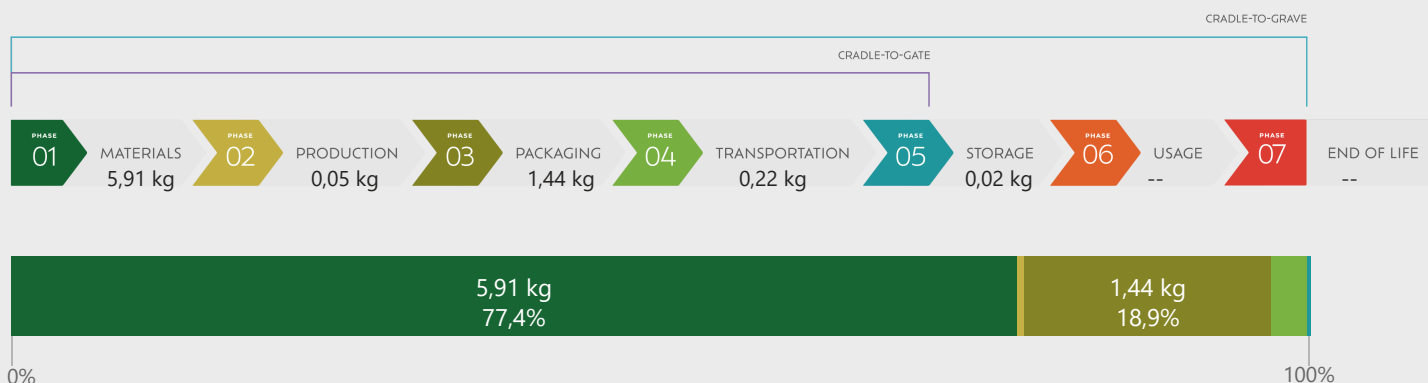 CRADLE-TO-GRAVE
CRADLE-TO-GATE
PHASE
01
MATERIALS
5,91 kg
PHASE
02
PRODUCTION
0,05 kg
PHASE
03
PACKAGING
1,44 kg
PHASE
04
TRANSPORTATION
0,22 kg
PHASE
05
STORAGE
0,02 kg
PHASE
06
USAGE
--
PHASE
07
END OF LIFE
--
5,91 kg
77,4%
1,44 kg
18,9%
0%
100%